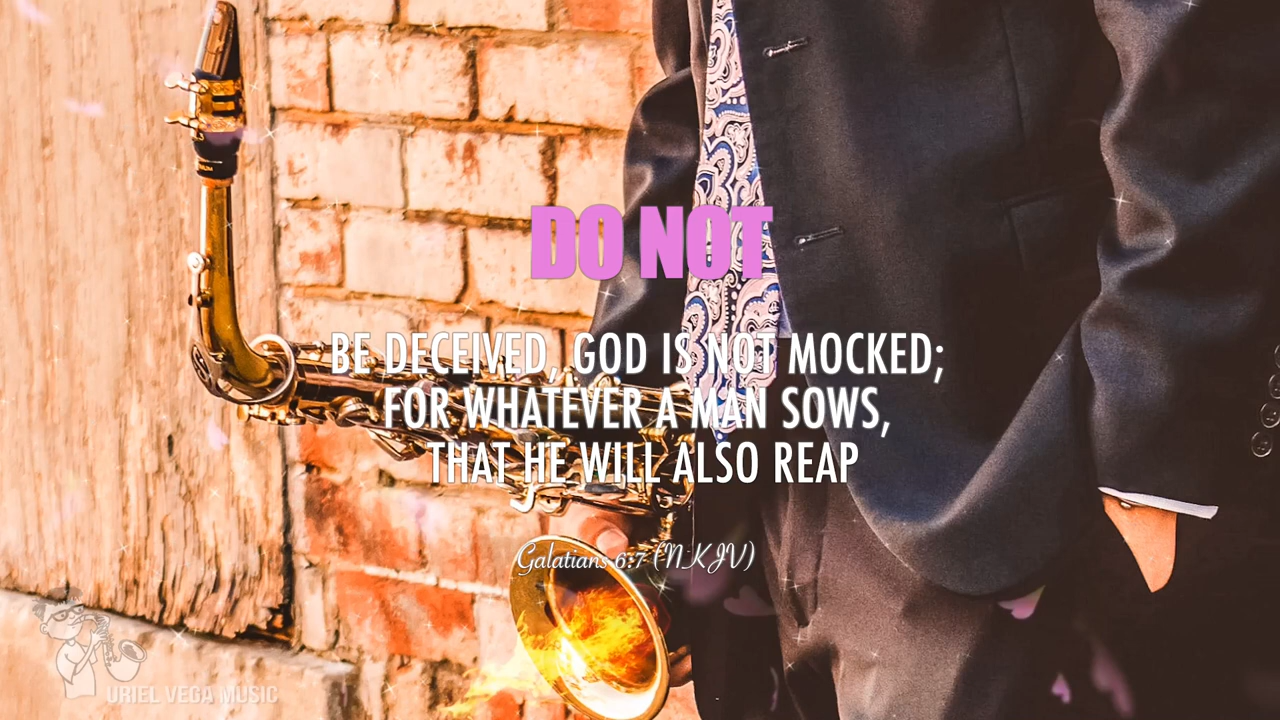 DO NOT
BE DECEIVED, GOD IS NOT MOCKED;
FOR WHATEVER A MAN SOWS,
THAT HE WILL ALSO REAP
Galatians 6:7 (NKJV)
URIEL VEGA MUSIC